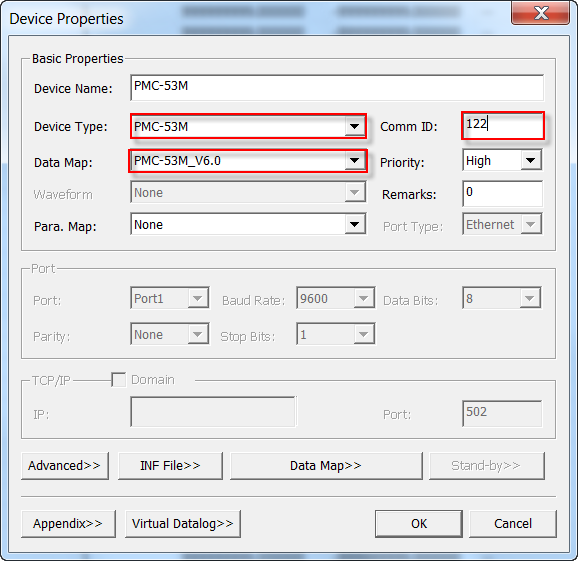 Device Properties
Basic Properties
Device Name: PMC-53M
Device Type: PMC-53M Comm ID: 122
Data Map: PMC-53M_V6.0 Priority: High
Waveform None Remarks: 0
Para. Map: None Port Type: Ethernet
Port
Port: Port1 Baud Rate: 9600 Data Bits: 8
Parity: None Stop Bits: 1
TCP/IP Domain
IP: Port: 502
Advanced>> INF File>> Data Map>> Stand-by>>
Appendix>> Virtual Datalog>> OK Cancel